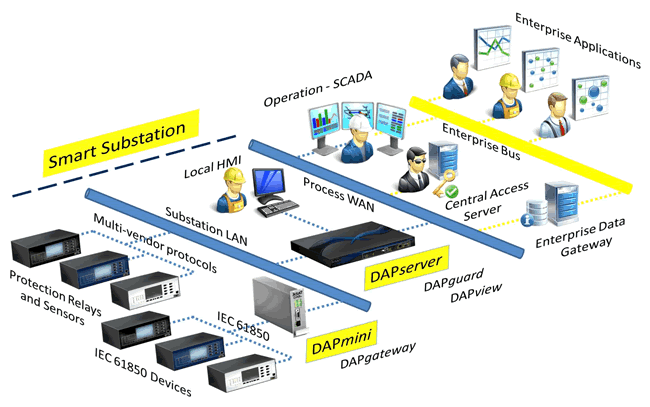 Enterprise Applications
Operation - SCADA
Smart Substation
Enterprise Bus
Local HMI
Process WAN
Central Access
Server
Substation LAN
Multi-vendor protocols
Enterprise Data
Gateway
DAPserver
DAPguard
DAPview
Protection Relays
and Sensors
IEC 61850
DAPmini
DAPgateway
IEC 61850 Devices